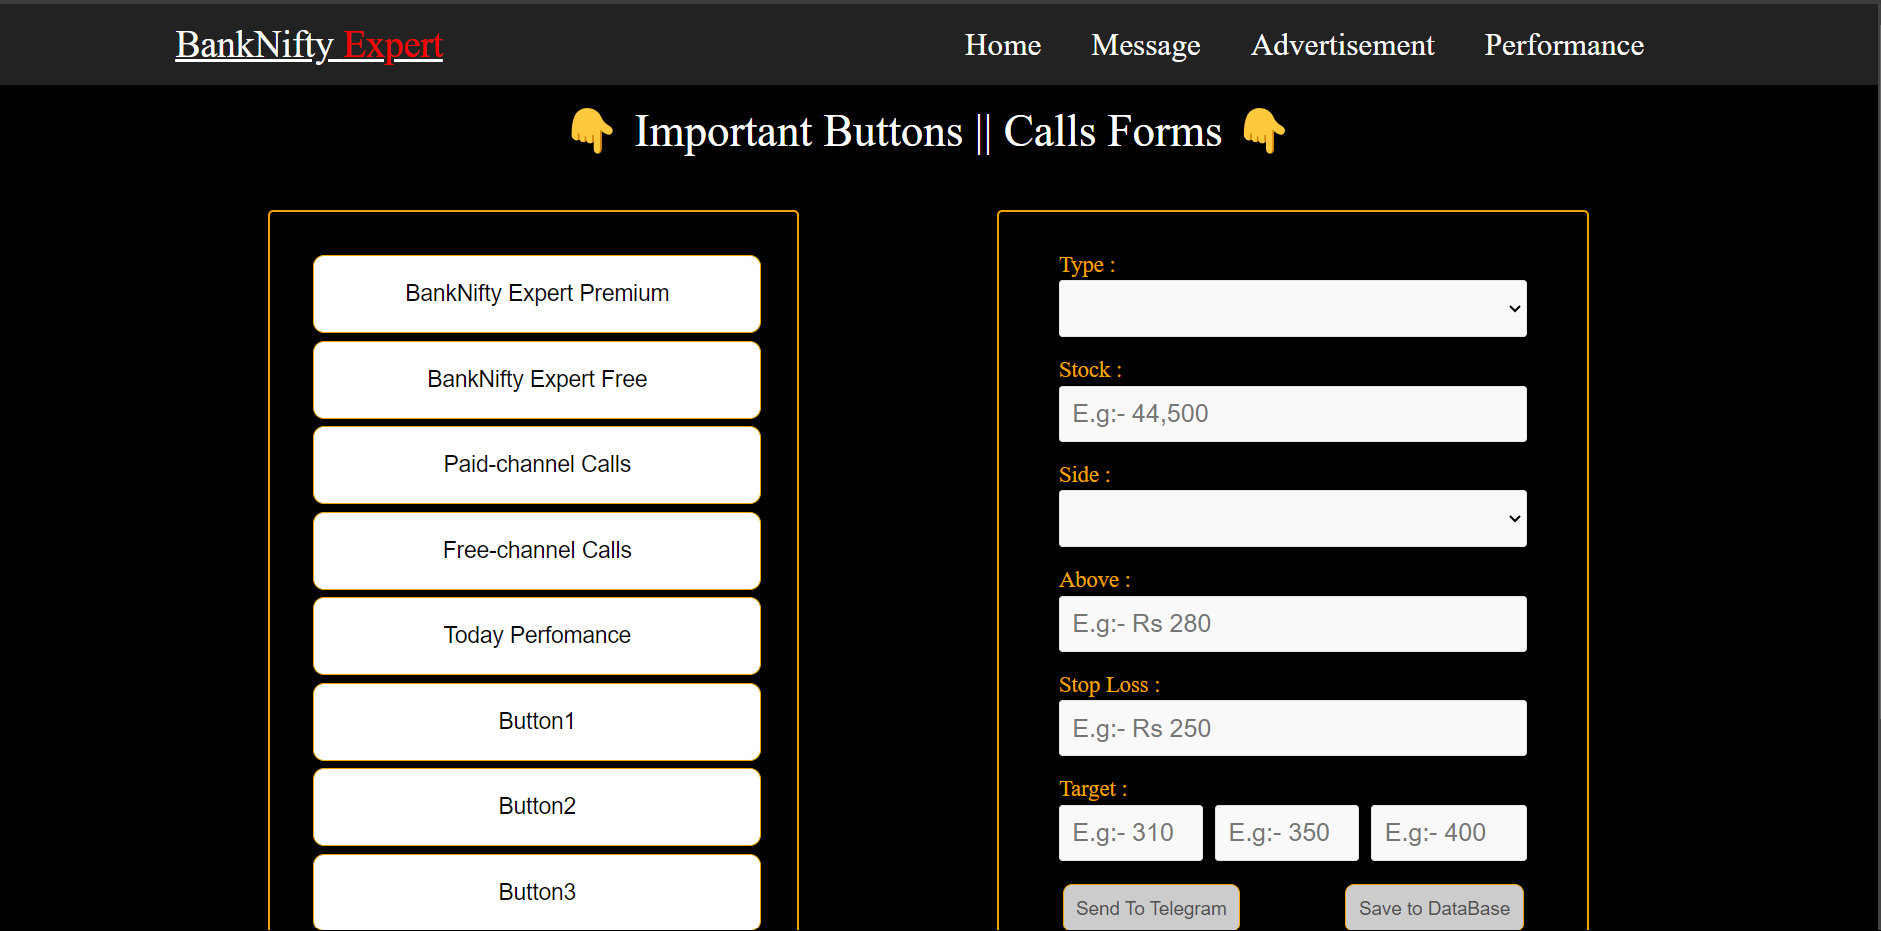 BankNifty Expert
Home Message Advertisement Performance
👇 Important Buttons || Calls Forms 👇
BankNifty Expert Premium
BankNifty Expert Free
Paid-channel Calls
Free-channel Calls
Today Perfomance
Button1
Button2
Button3
Type :
Stock :
E.g:- 44,500
Side :
Above :
E.g:- Rs 280
Stop Loss :
E.g:- Rs 250
Target :
E.g:- 310 E.g:- 350 E.g:- 400
Send To Telegram Save to DataBase